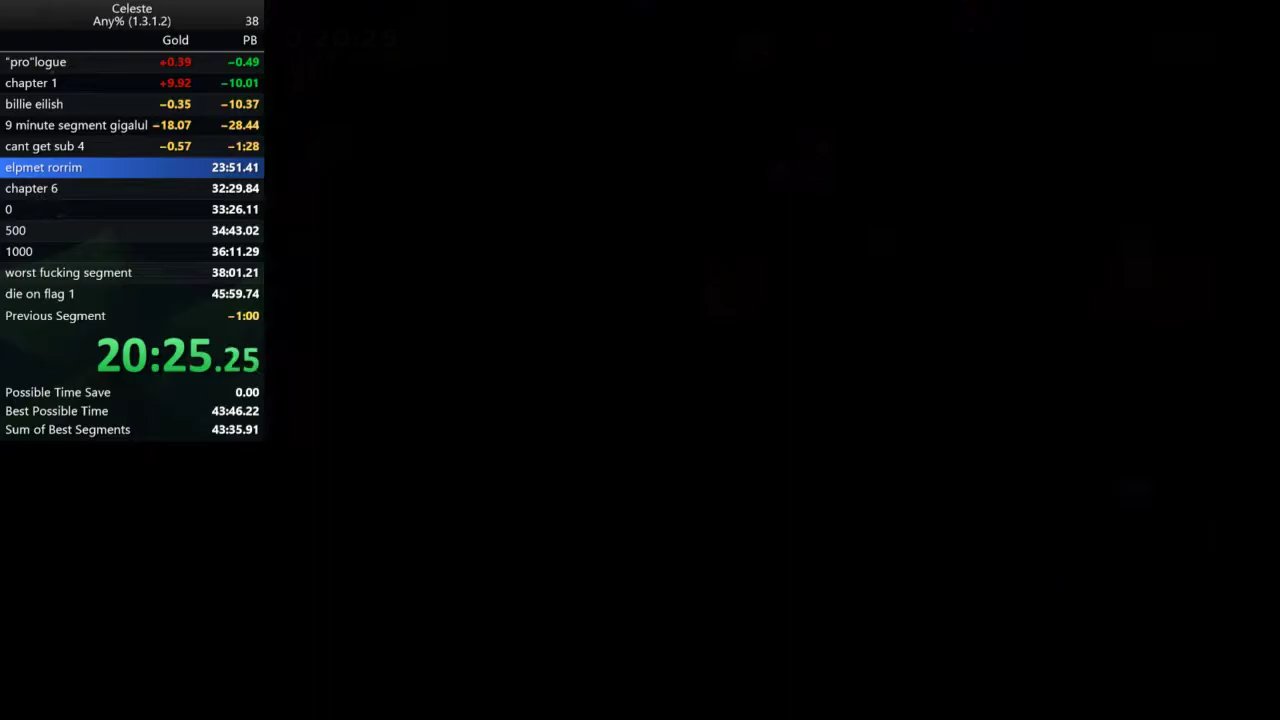 Celeste
Any% (1.3.1.2) 38
Gold PB
"pro"logue +0.39 −0.49
chapter 1 +9.92 −10.01
billie eilish −0.35 −10.37
9 minute segment gigalul −18.07 −28.44
cant get sub 4 −0.57 −1:28
elpmet rorrim 23:51.41
chapter 6 32:29.84
0 33:26.11
500 34:43.02
1000 36:11.29
worst fucking segment 38:01.21
die on flag 1 45:59.74
Previous Segment −1:00
20:25.25
Possible Time Save 0.00
Best Possible Time 43:46.22
Sum of Best Segments 43:35.91